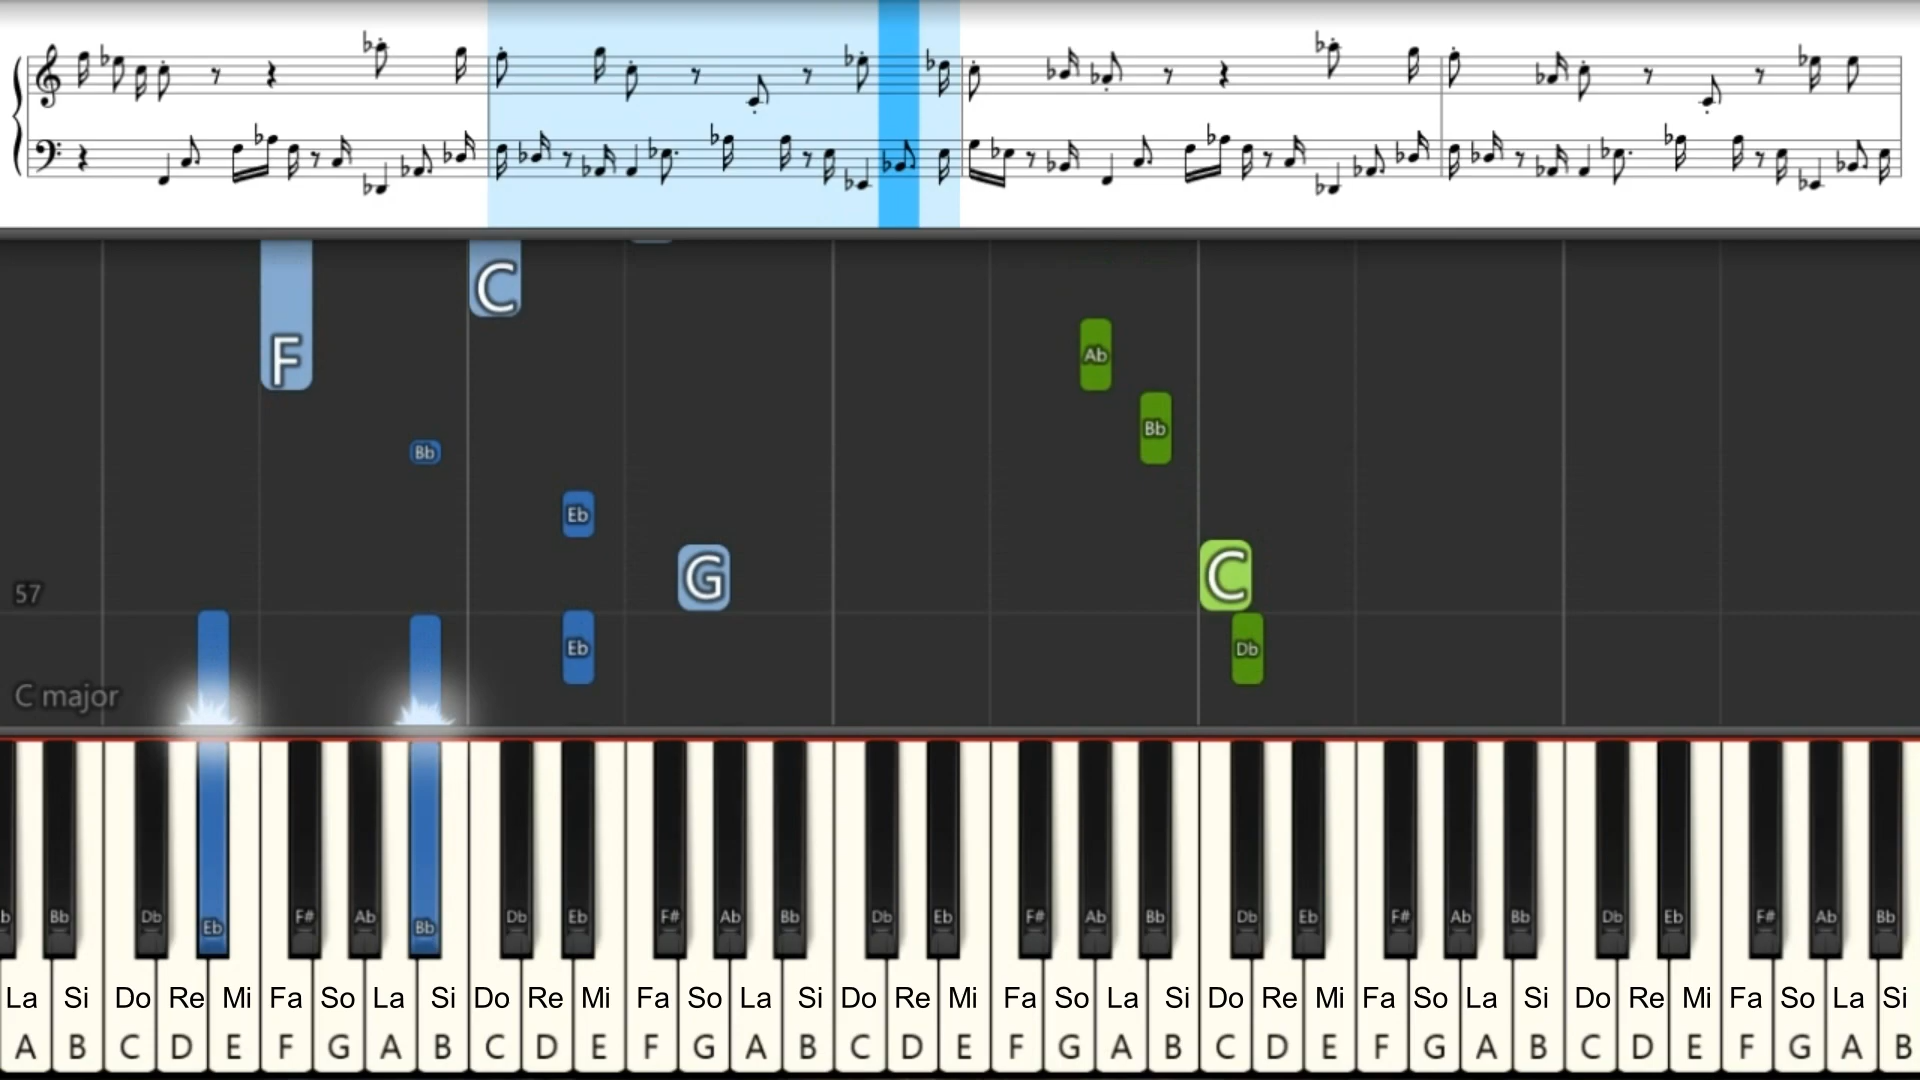 C
F
Ab
Bb
Bb
Eb
G
C
57
Eb
Db
C major
b Bb Db Eb F# Ab Bb Db Eb F# Ab Bb Db Eb F# Ab Bb Db Eb F# Ab Bb Db Eb F# Ab Bb
La Si Do Re Mi Fa So La Si Do Re Mi Fa So La Si Do Re Mi Fa So La Si Do Re Mi Fa So La Si Do Re Mi Fa So La Si
A B C D E F G A B C D E F G A B C D E F G A B C D E F G A B C D E F G A B